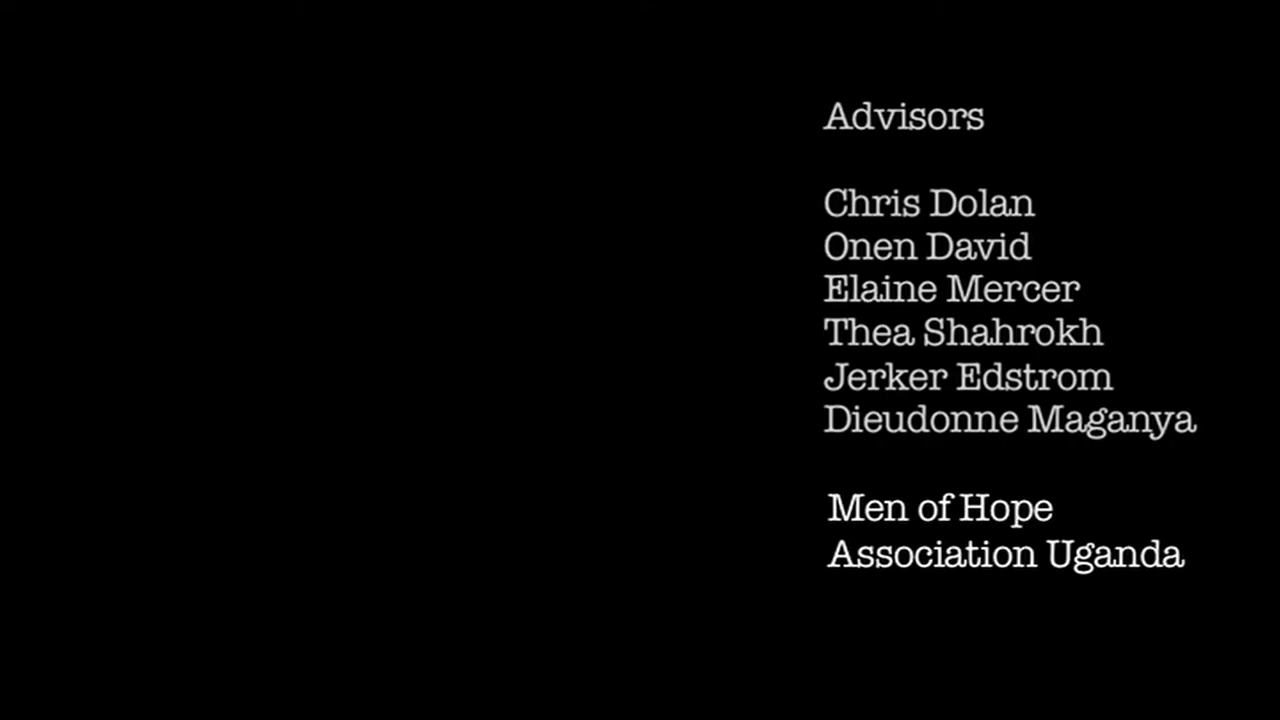 Advisors
Chris Dolan
Onen David
Elaine Mercer
Thea Shahrokh
Jerker Edstrom
Dieudonne Maganya
Men of Hope
Association Uganda